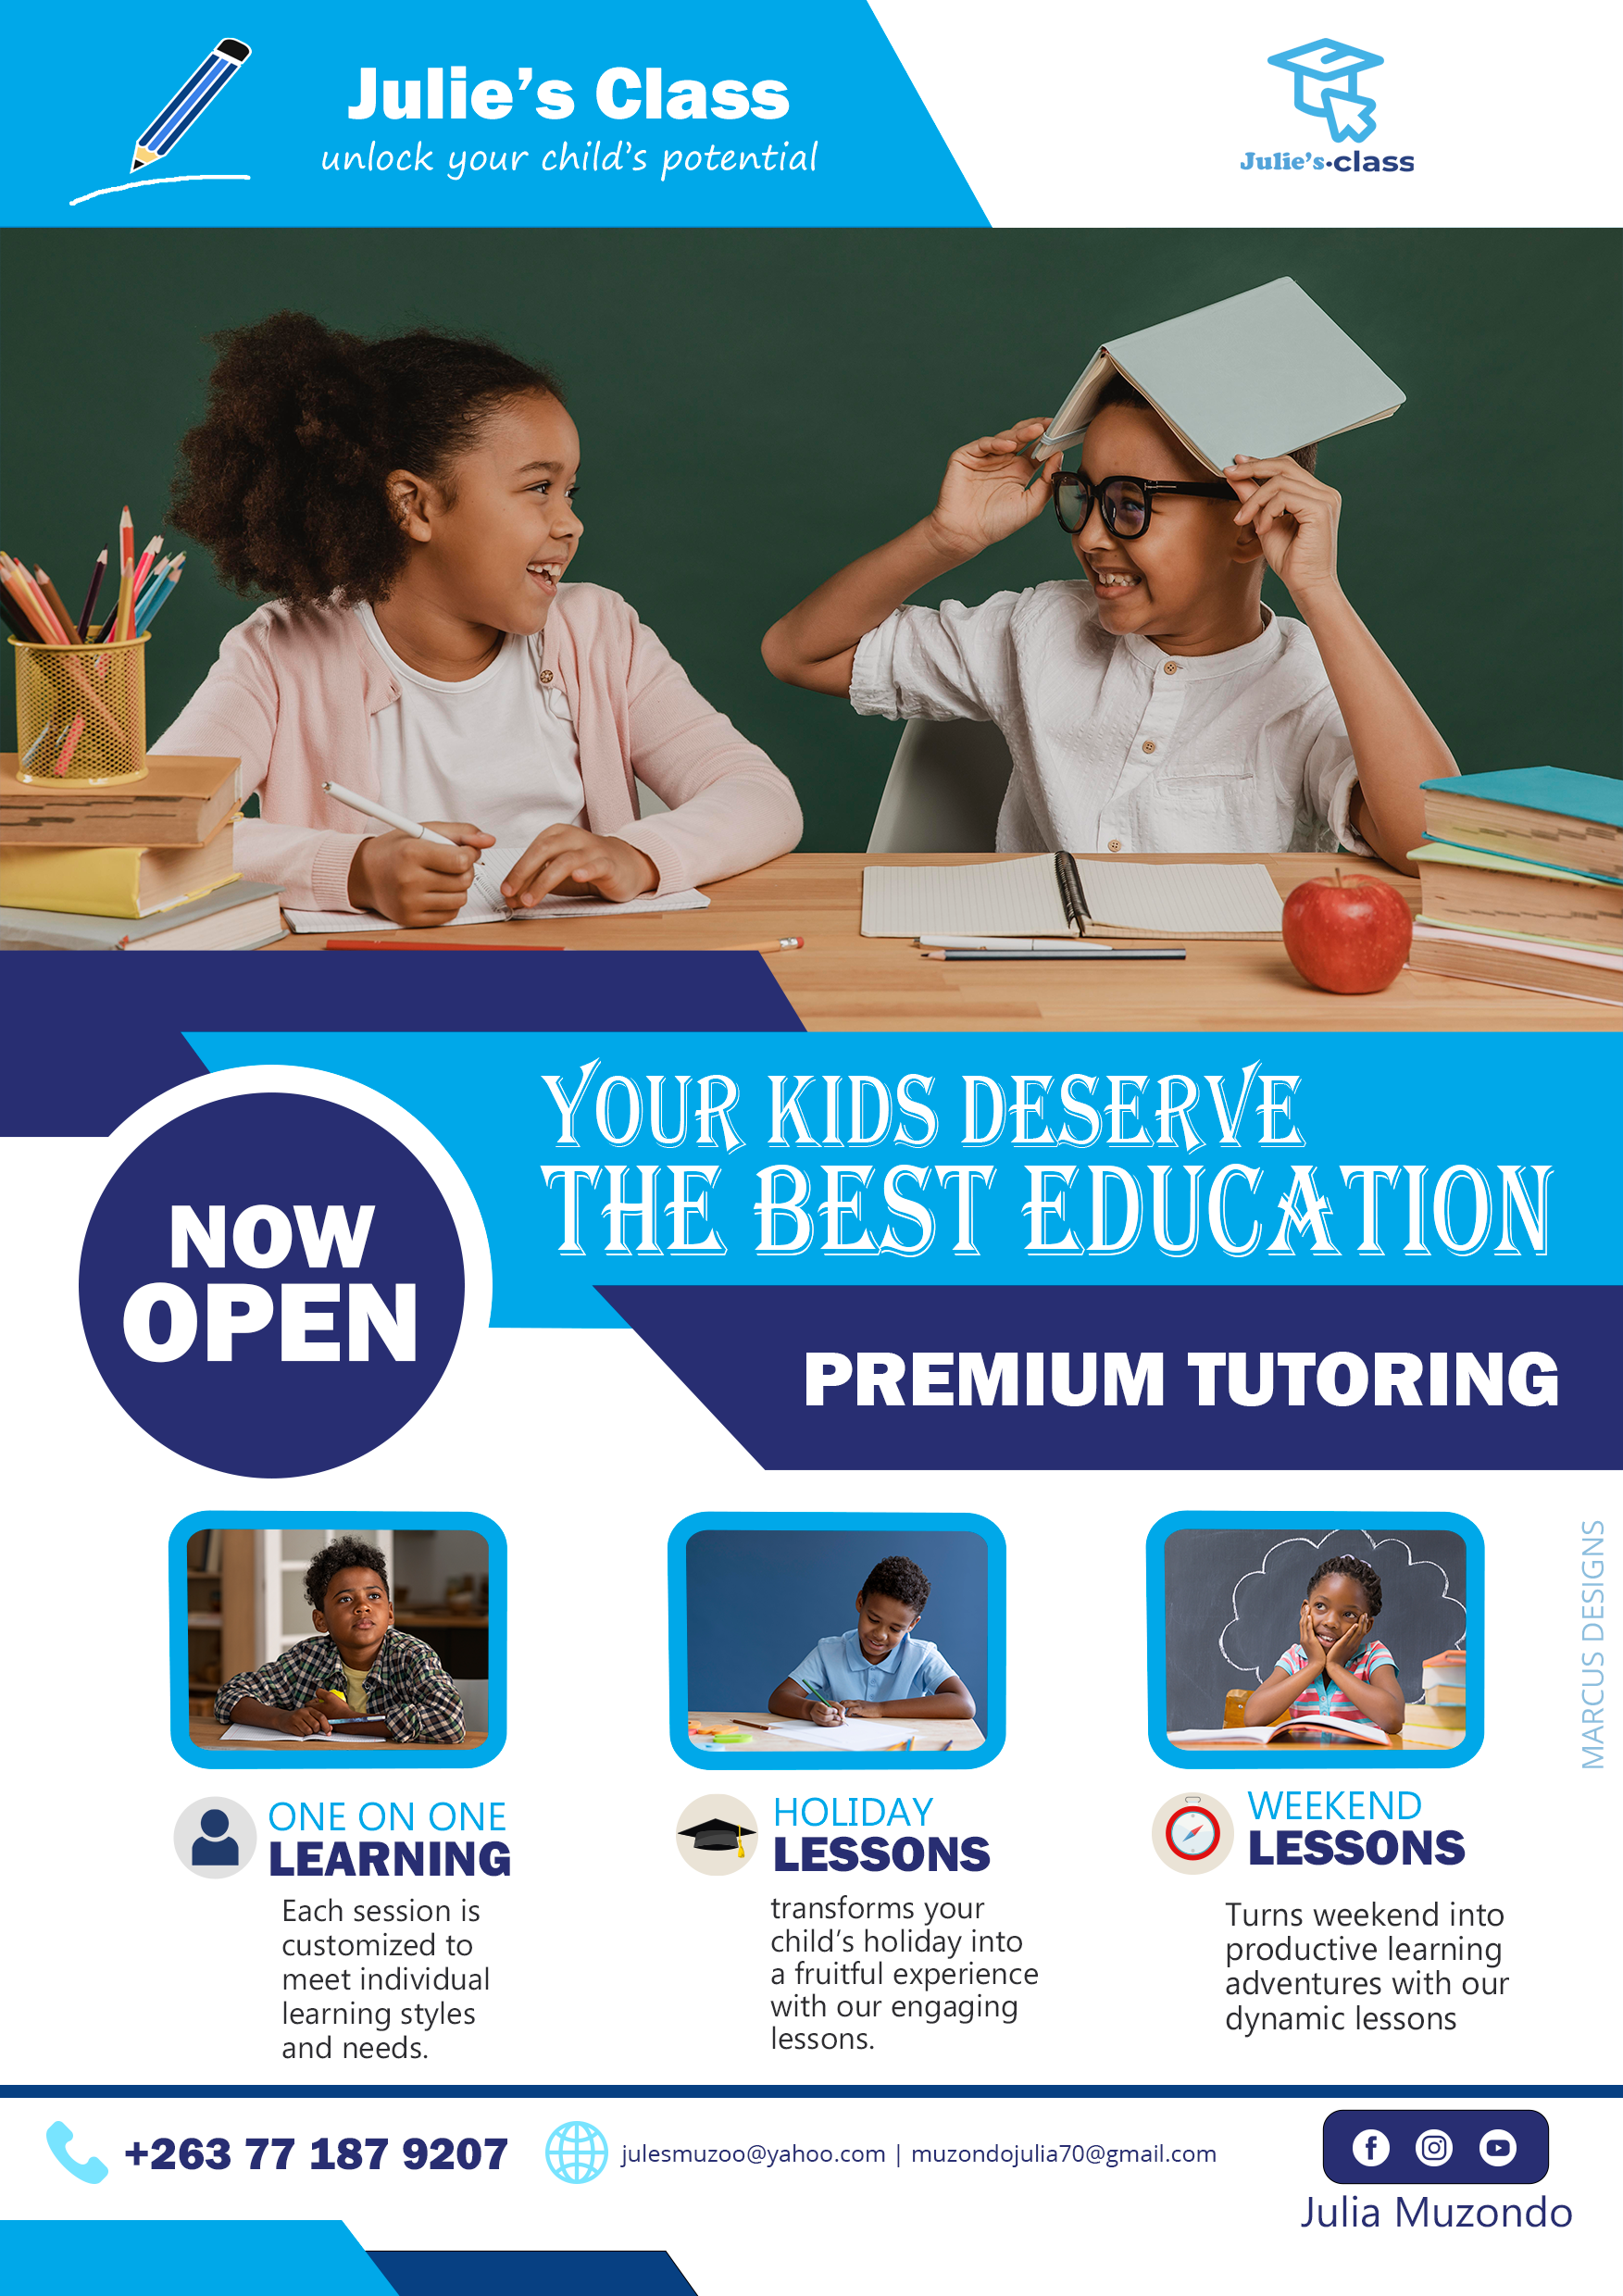 Julie's Class
unlock your child's potential
Julie's•class
YOUR KIDS DESERVE
THE BEST EDUCATION
NOW
OPEN
PREMIUM TUTORING
MARCUS DESIGNS
ONE ON ONE
LEARNING
Each session is
customized to
meet individual
learning styles
and needs.
HOLIDAY
LESSONS
transforms your
child's holiday into
a fruitful experience
with our engaging
lessons.
WEEKEND
LESSONS
Turns weekend into
productive learning
adventures with our
dynamic lessons
+263 77 187 9207
julesmuzoo@yahoo.com | muzondojulia70@gmail.com
Julia Muzondo